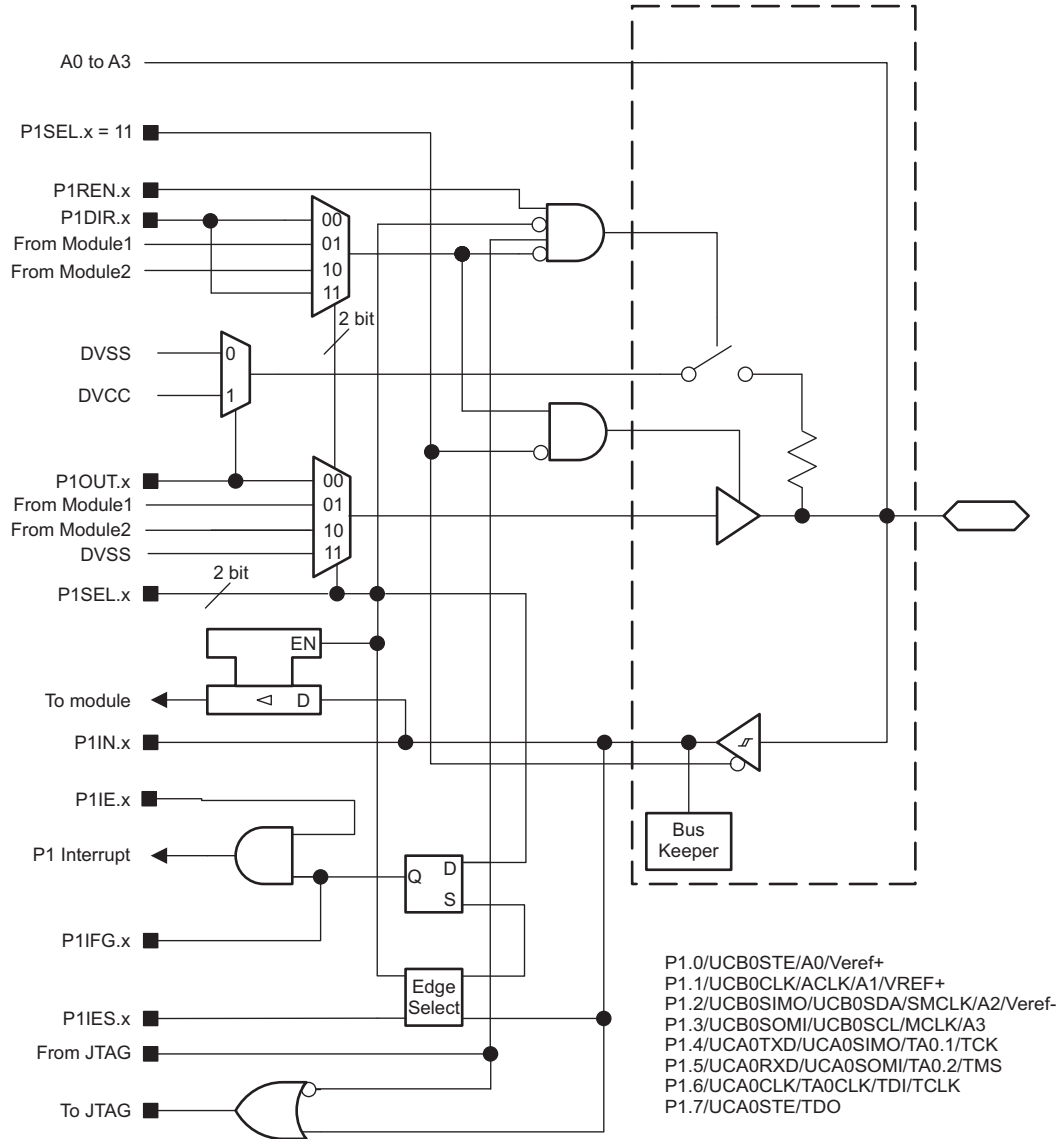 A0 to A3
P1SEL.x = 11
P1REN.x
P1DIR.x
From Module1
From Module2
00
01
10
11
2 bit
DVSS
DVCC
0
1
P1OUT.x
From Module1
From Module2
DVSS
00
01
10
11
2 bit
P1SEL.x
EN
D
To module
P1IN.x
Bus
Keeper
P1IE.x
P1 Interrupt
Q
D
S
P1IFG.x
Edge
Select
P1IES.x
From JTAG
To JTAG
P1.0/UCB0STE/A0/Veref+
P1.1/UCB0CLK/ACLK/A1/VREF+
P1.2/UCB0SIMO/UCB0SDA/SMCLK/A2/Veref-
P1.3/UCB0SOMI/UCB0SCL/MCLK/A3
P1.4/UCA0TXD/UCA0SIMO/TA0.1/TCK
P1.5/UCA0RXD/UCA0SOMI/TA0.2/TMS
P1.6/UCA0CLK/TA0CLK/TDI/TCLK
P1.7/UCA0STE/TDO